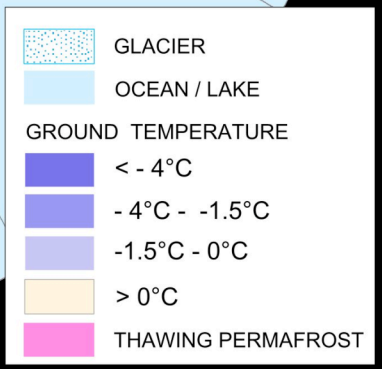 GLACIER
OCEAN / LAKE
GROUND TEMPERATURE
< - 4°C
- 4°C - -1.5°C
-1.5°C - 0°C
> 0°C
THAWING PERMAFROST